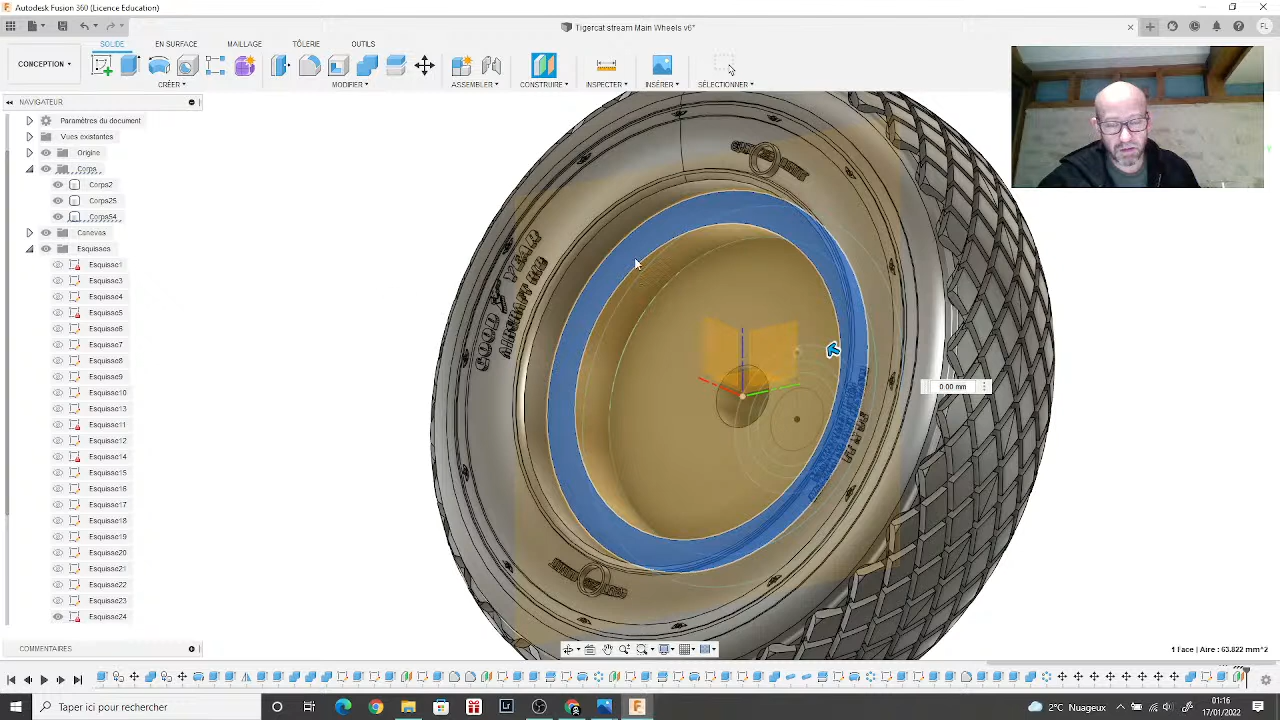 Autodesk Fusion 360 (Licence Education)
Tigercat stream Main Wheels v6*
FL
CONCEPTION
SOLIDE
EN SURFACE
MAILLAGE
TÔLERIE
OUTILS
CRÉER
MODIFIER
ASSEMBLER
CONSTRUIRE
INSPECTER
INSÉRER
SÉLECTIONNER
NAVIGATEUR
Paramètres du document
Vues existantes
Origine
Corps
Corps2
Corps25
Corps54
Canevas
Esquisses
Esquisse1
Esquisse3
Esquisse4
Esquisse5
Esquisse6
Esquisse7
Esquisse8
Esquisse9
Esquisse10
Esquisse13
Esquisse11
Esquisse12
Esquisse14
Esquisse15
Esquisse16
Esquisse17
Esquisse18
Esquisse19
Esquisse20
Esquisse21
Esquisse22
Esquisse23
Esquisse24
GOOD YEAR
0.00 mm
COMMENTAIRES
1 Face | Aire : 63.822 mm^2
Taper ici pour rechercher
2°C Nuageux
01:16
17/01/2022